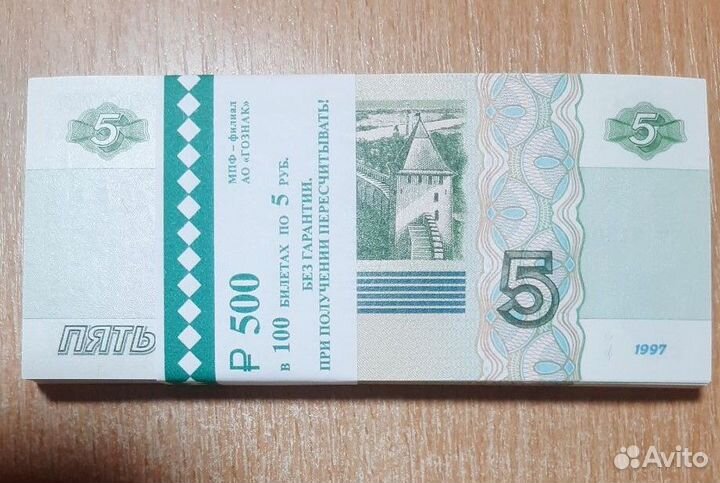 5
ПЯТЬ
МПФ – филиал
АО «ГОЗНАК»
₽ 500
в 100 БИЛЕТАХ ПО 5 РУБ.
БЕЗ ГАРАНТИИ.
ПРИ ПОЛУЧЕНИИ ПЕРЕСЧИТЫВАТЬ!
5
5
1997
Avito